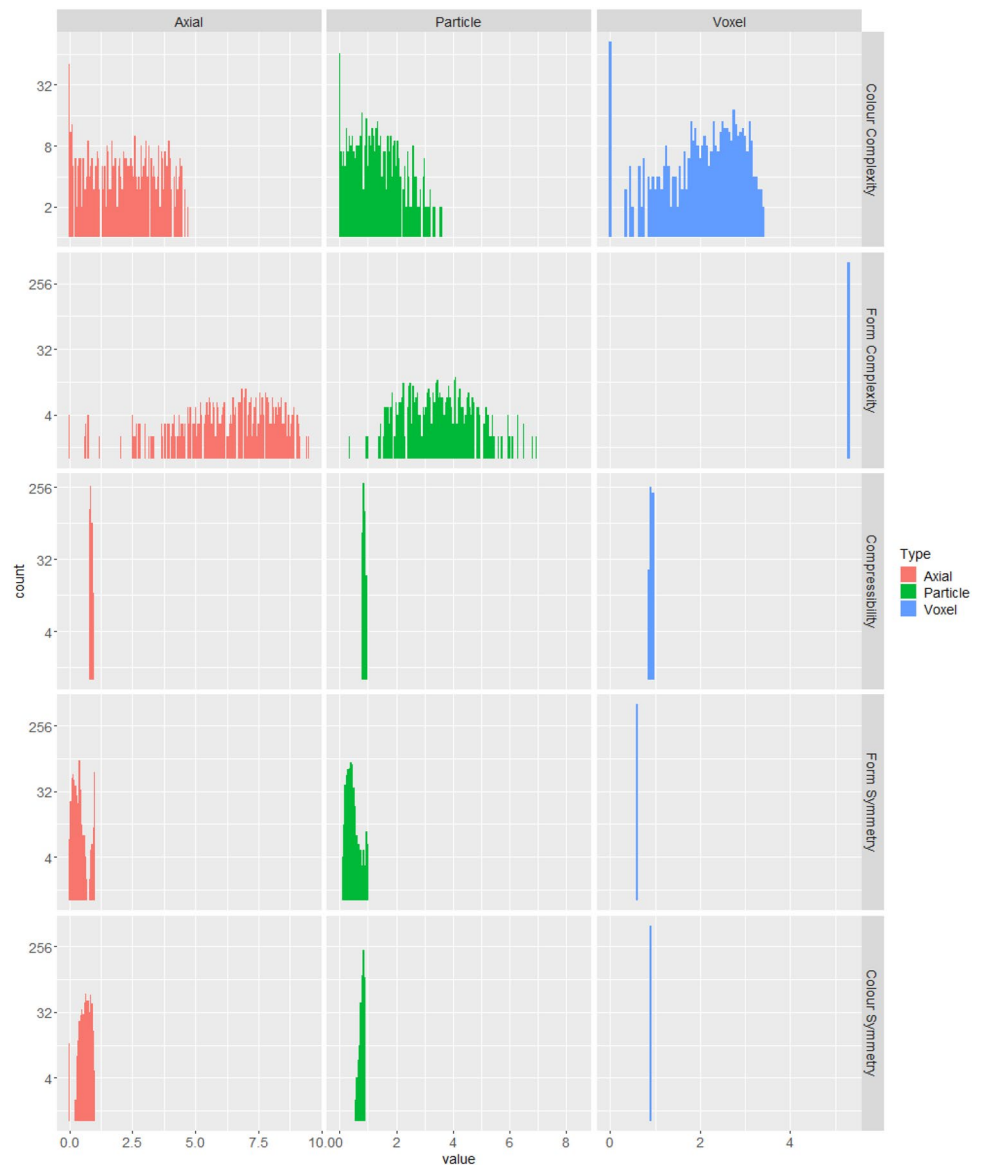 Axial Particle Voxel
32
8
2
Colour Complexity
256
32
4
Form Complexity
256
32
4
Compressibility
256
32
4
Form Symmetry
256
32
4
Colour Symmetry
count
0.0 2.5 5.0 7.5 10.0 0 2 4 6 8 0 2 4
value
Type
Axial
Particle
Voxel